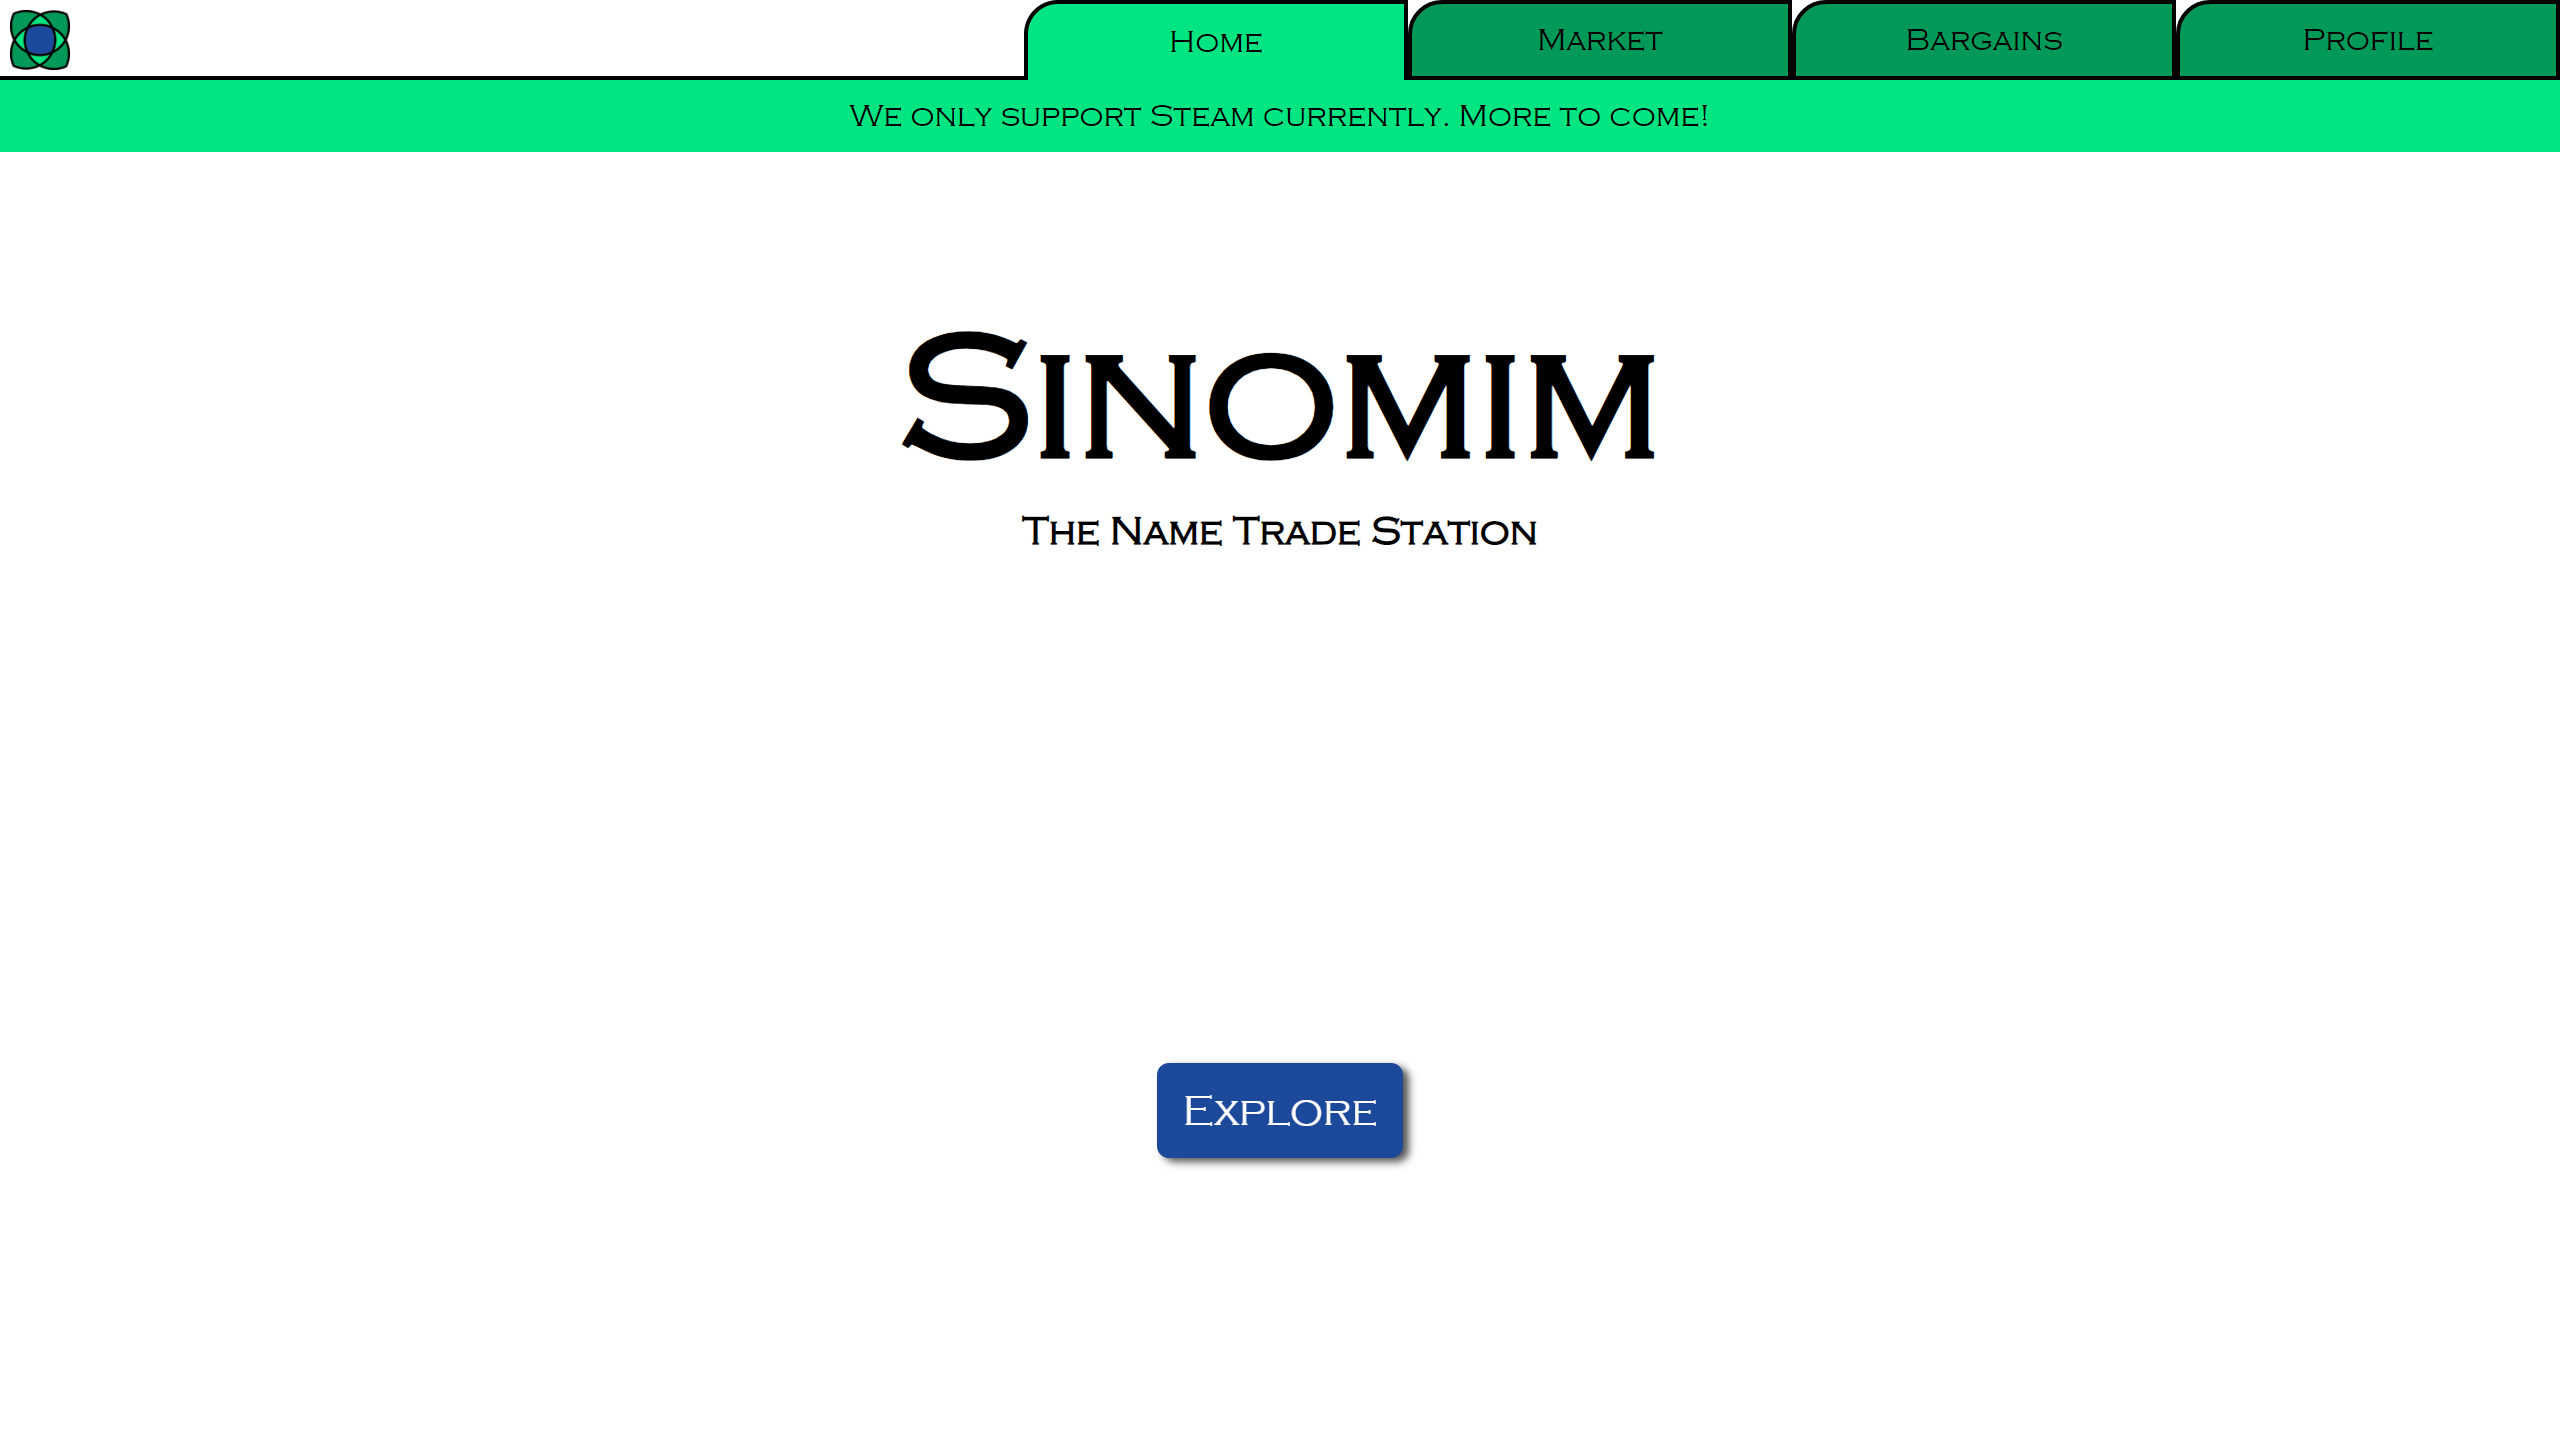 Home
Market
Bargains
Profile
We only support Steam currently. More to come!
Sinomim
The Name Trade Station
Explore